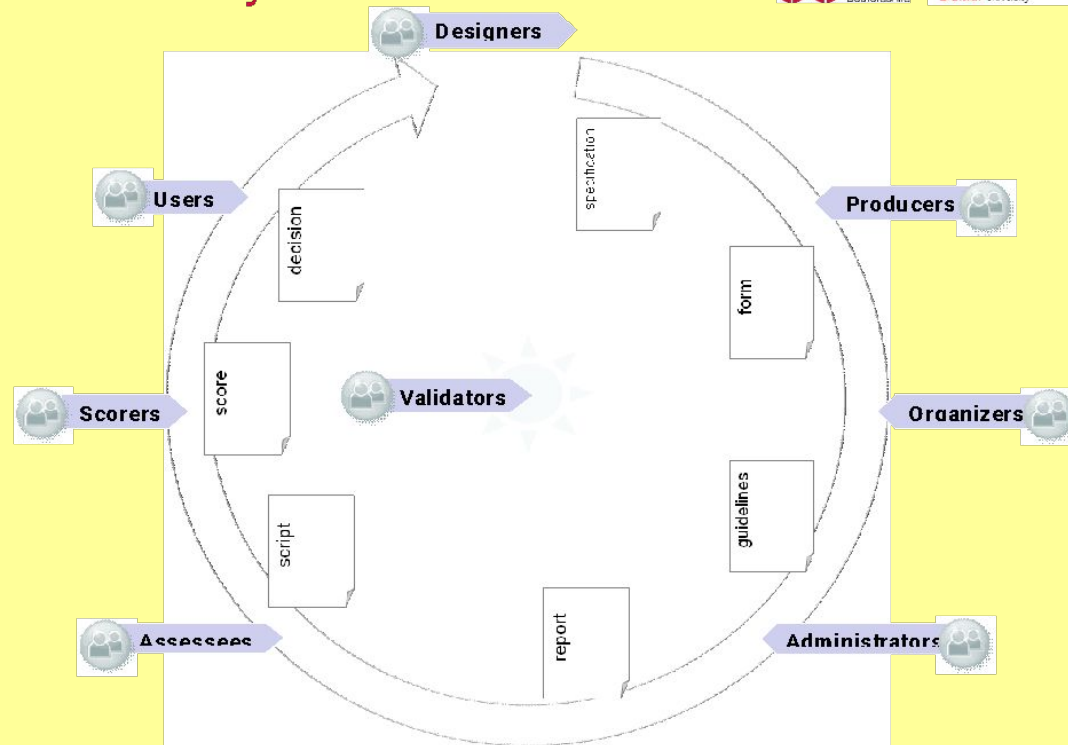 Designers
specification
Users
decision
Producers
form
score
Scorers
Validators
Organizers
script
guidelines
report
Assessees
Administrators